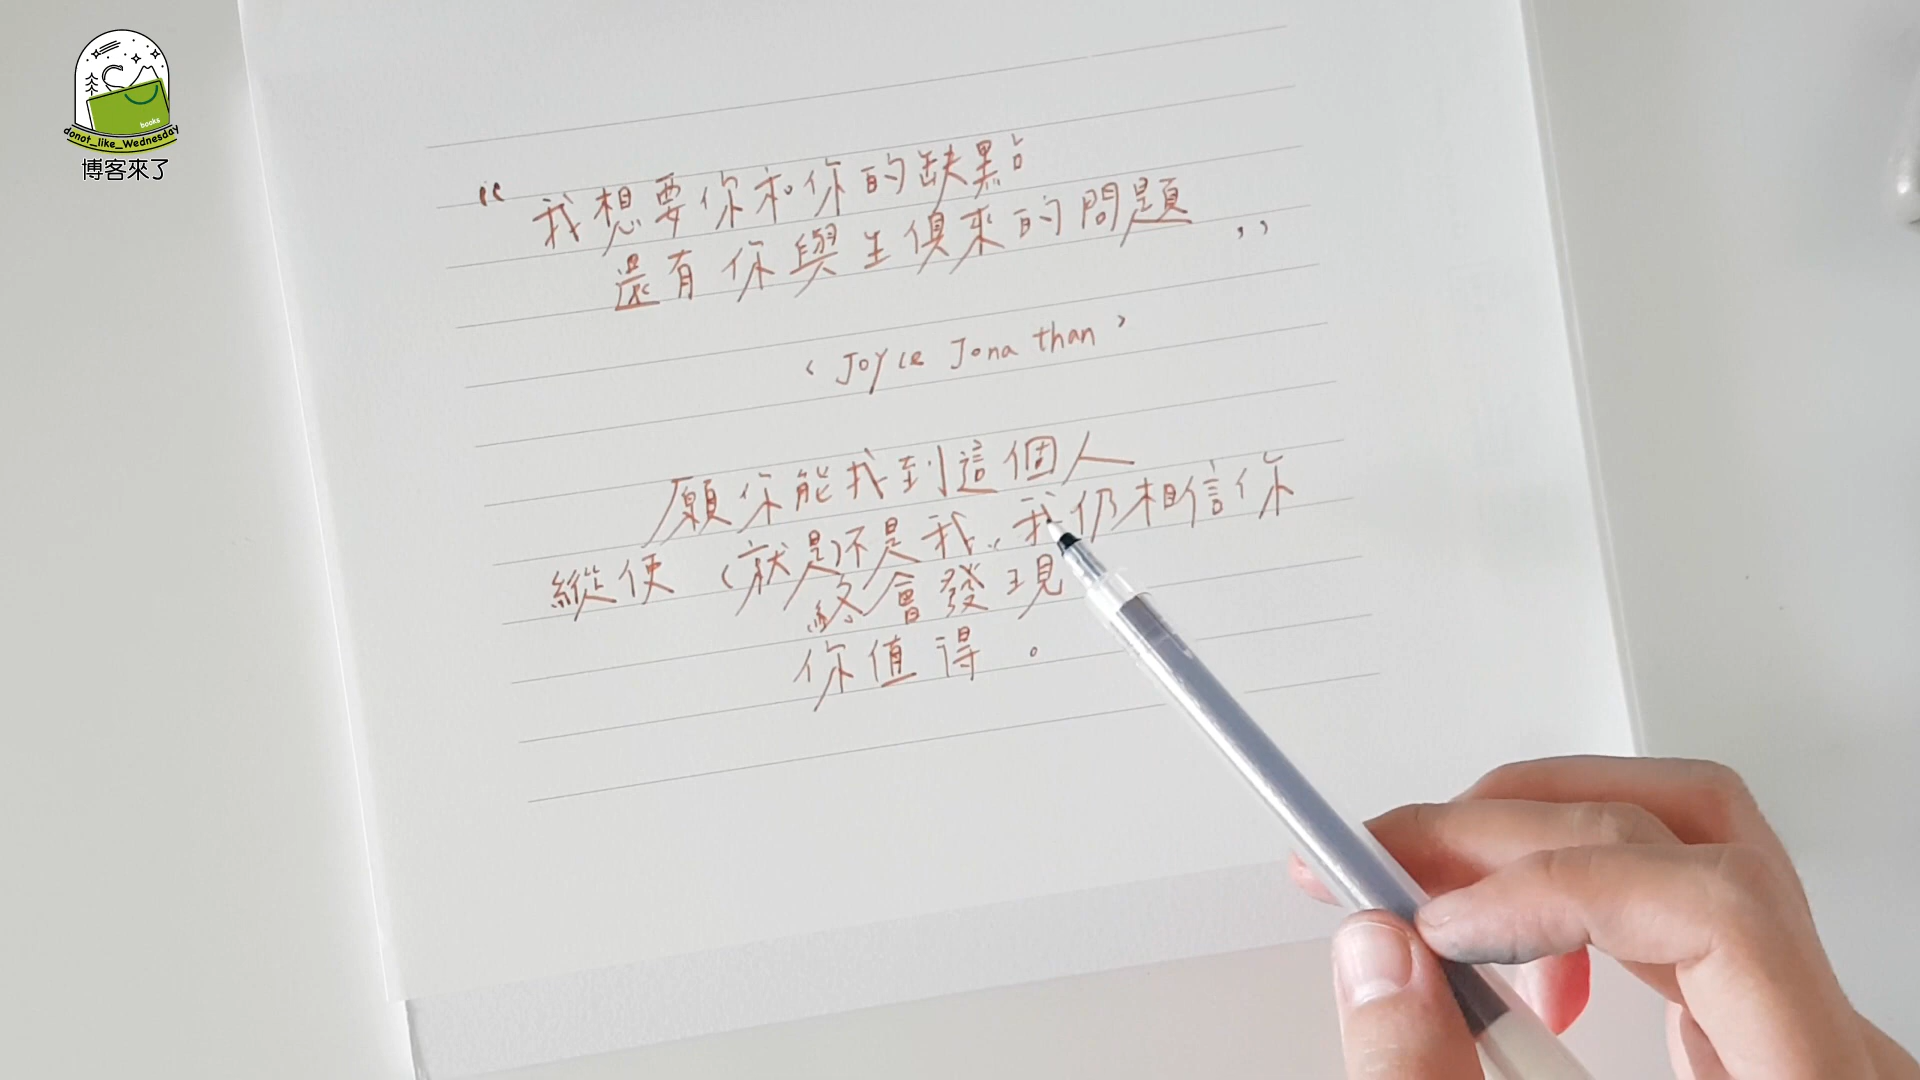 books
donot_like_Wednesday
博客來了
“我想要你和你的缺點
還有你與生俱來的問題”
‹Joyce Jonathan›
願你能找到這個人
縱使(就是)不是我,我仍相信你
終會發現
你值得。